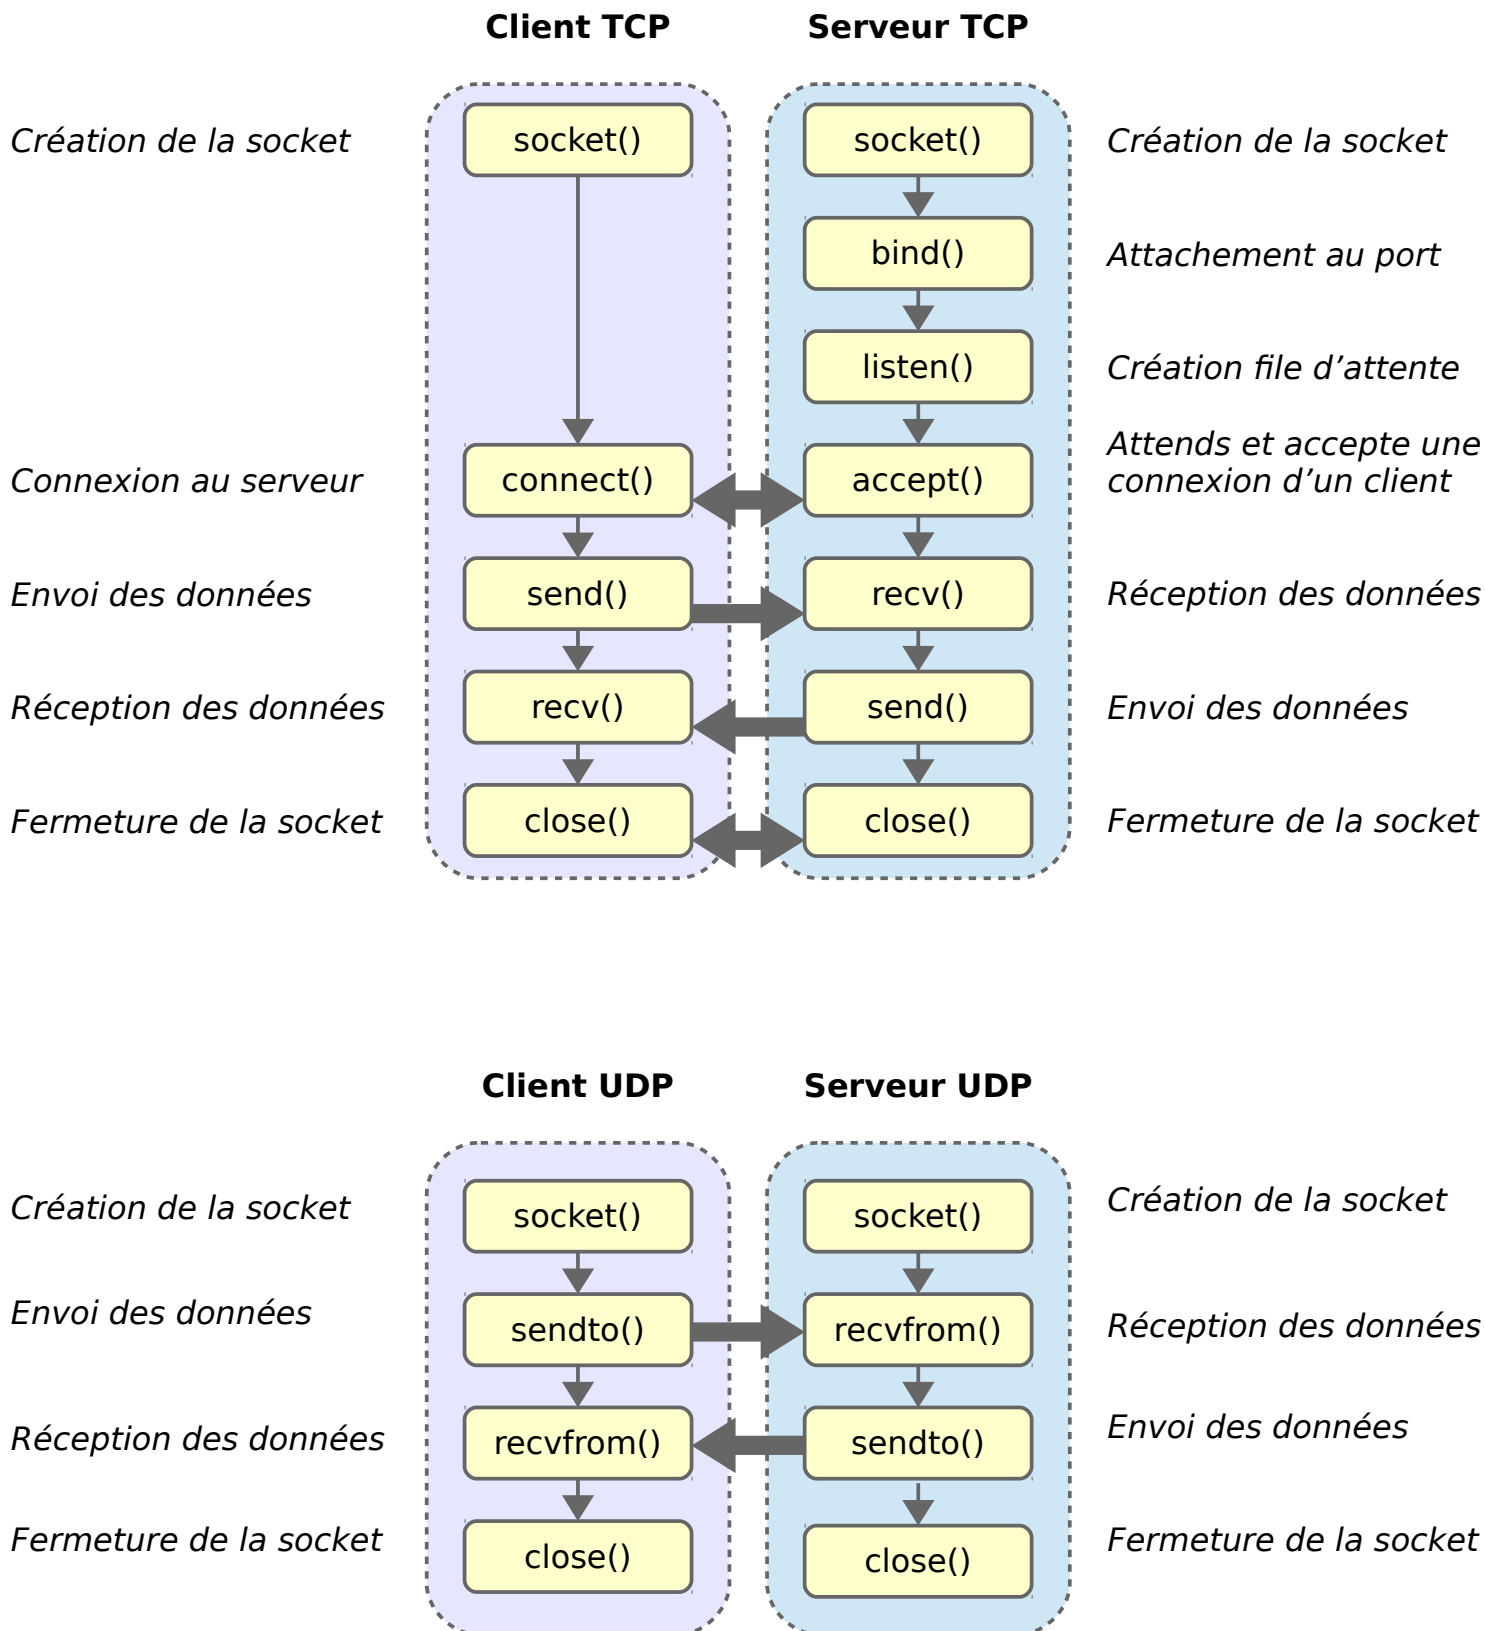 Client TCP
Serveur TCP
Création de la socket
socket()
socket()
Création de la socket
bind()
Attachement au port
listen()
Création file d’attente
Connexion au serveur
connect()
accept()
Attends et accepte une
connexion d’un client
Envoi des données
send()
recv()
Réception des données
Réception des données
recv()
send()
Envoi des données
Fermeture de la socket
close()
close()
Fermeture de la socket
Client UDP
Serveur UDP
Création de la socket
socket()
socket()
Création de la socket
Envoi des données
sendto()
recvfrom()
Réception des données
Réception des données
recvfrom()
sendto()
Envoi des données
Fermeture de la socket
close()
close()
Fermeture de la socket